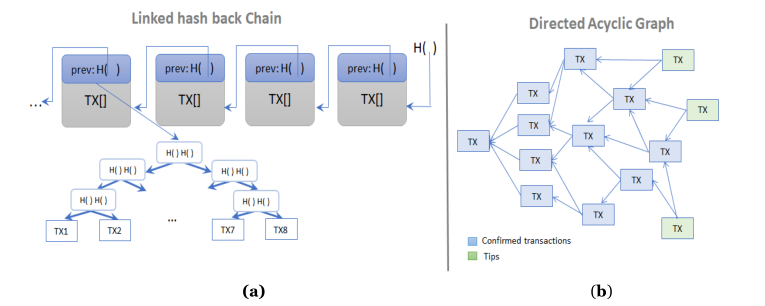 Linked hash back Chain
H( )
prev: H( ) prev: H( ) prev: H( ) prev: H( )
... TX[] TX[] TX[] TX[]
H( ) H( )
H( ) H( ) H( ) H( )
H( ) H( ) ... H( ) H( )
TX1 TX2 TX7 TX8
(a)
Directed Acyclic Graph
TX TX
TX TX
TX
TX
TX TX
TX
TX
TX
TX
TX
TX TX
Confirmed transactions
Tips
(b)